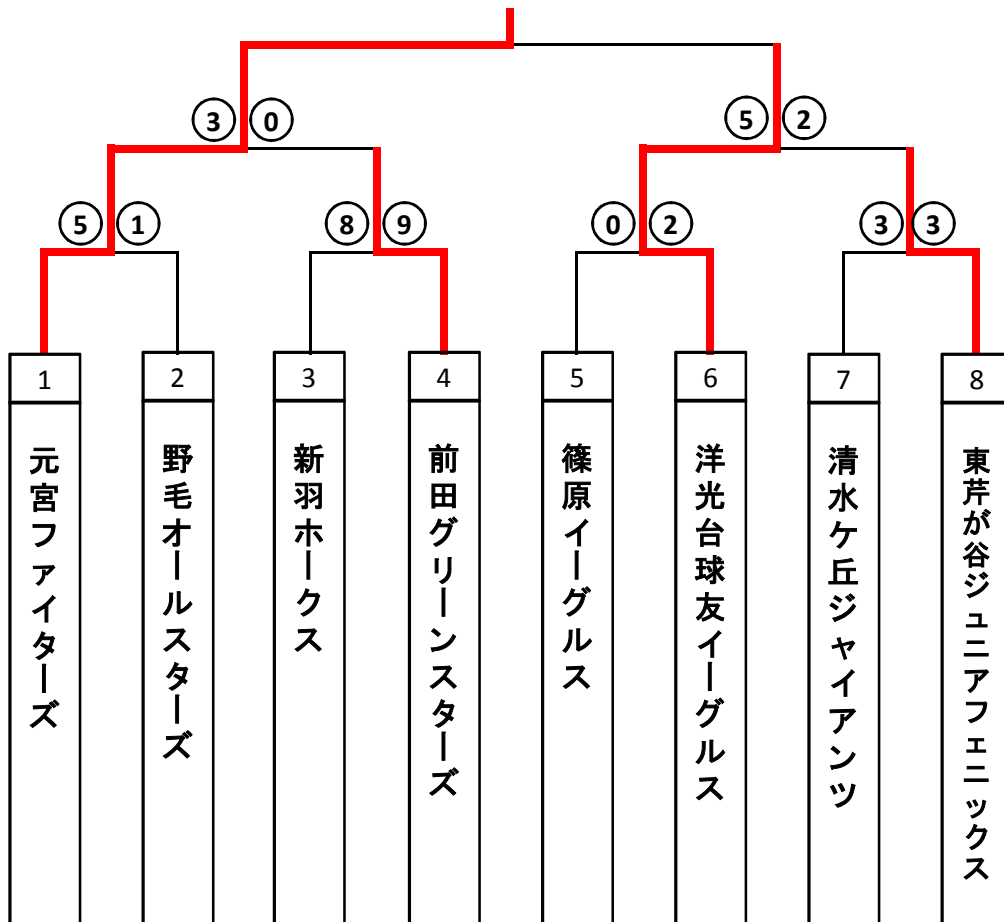 3 0
5 2
5 1
8 9
0 2
3 3
1
2
3
4
5
6
7
8
元宮ファイターズ
野毛オールスターズ
新羽ホークス
前田グリーンスターズ
篠原イーグルス
洋光台球友イーグルス
清水ケ丘ジャイアンツ
東芹が谷ジュニアフェニックス